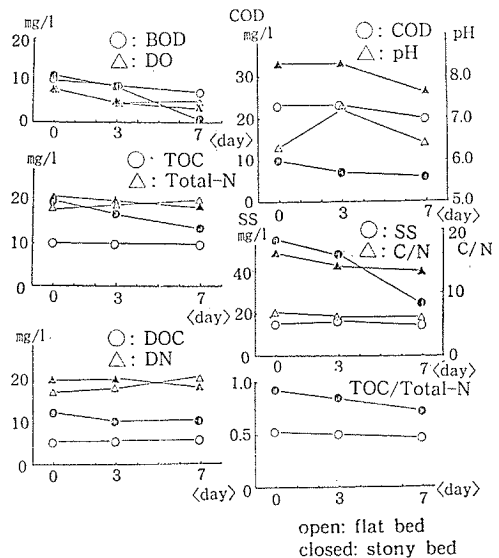 mg/l
20
10
0
○: BOD
△: DO
0 3 7 <day>
COD
mg/l
30
20
10
0
○: COD
△: pH
pH
8.0
7.0
6.0
5.0
0 3 7 <day>
mg/l
20
10
0
○: TOC
△: Total-N
0 3 7 <day>
SS
mg/l
40
20
0
○: SS
△: C/N
20
C/N
10
0
0 3 7 <day>
mg/l
20
10
0
○: DOC
△: DN
0 3 7 <day>
1.0
0.5
0
TOC/Total-N
0 3 7 <day>
open: flat bed
closed: stony bed